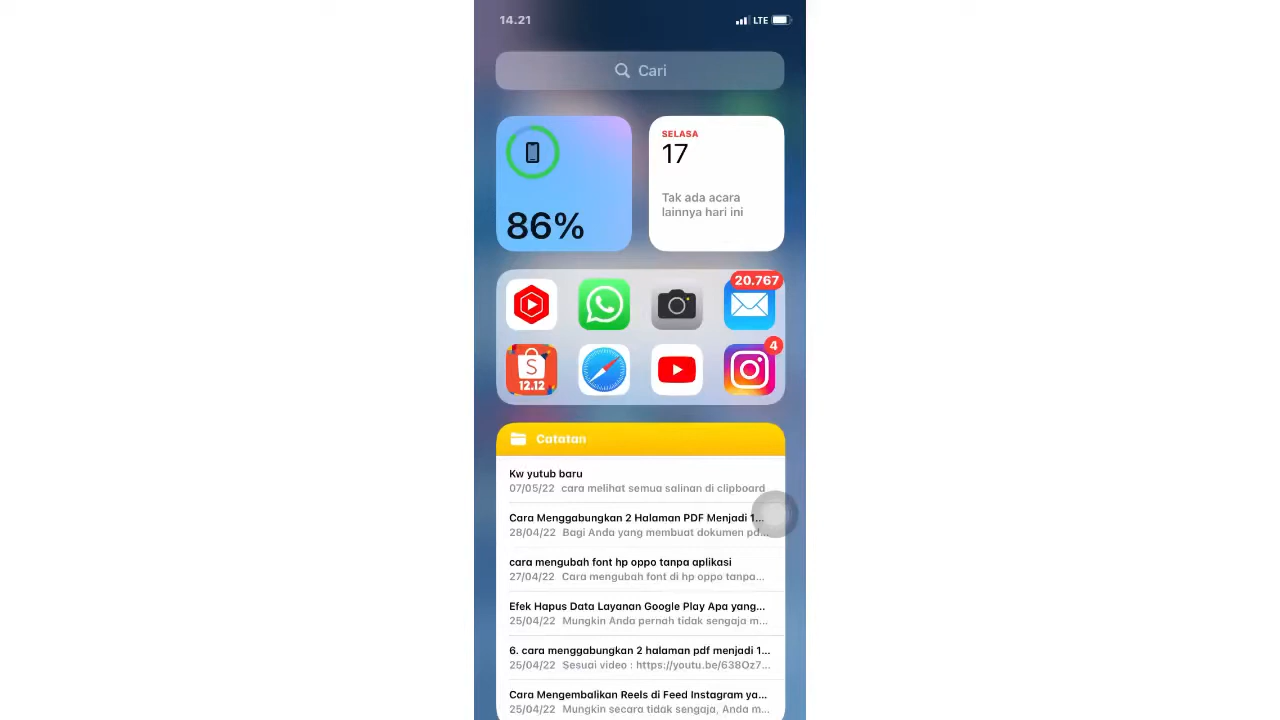 14.21
LTE
Cari
86%
SELASA
17
Tak ada acara
lainnya hari ini
20.767
S
12.12
4
Catatan
Kw yutub baru
07/05/22 cara melihat semua salinan di clipboard
Cara Menggabungkan 2 Halaman PDF Menjadi 1...
28/04/22 Bagi Anda yang membuat dokumen pd...
cara mengubah font hp oppo tanpa aplikasi
27/04/22 Cara mengubah font di hp oppo tanpa...
Efek Hapus Data Layanan Google Play Apa yang...
25/04/22 Mungkin Anda pernah tidak sengaja m...
6. cara menggabungkan 2 halaman pdf menjadi 1...
25/04/22 Sesuai video : https://youtu.be/638Oz7...
Cara Mengembalikan Reels di Feed Instagram ya...
25/04/22 Mungkin secara tidak sengaja, Anda m...